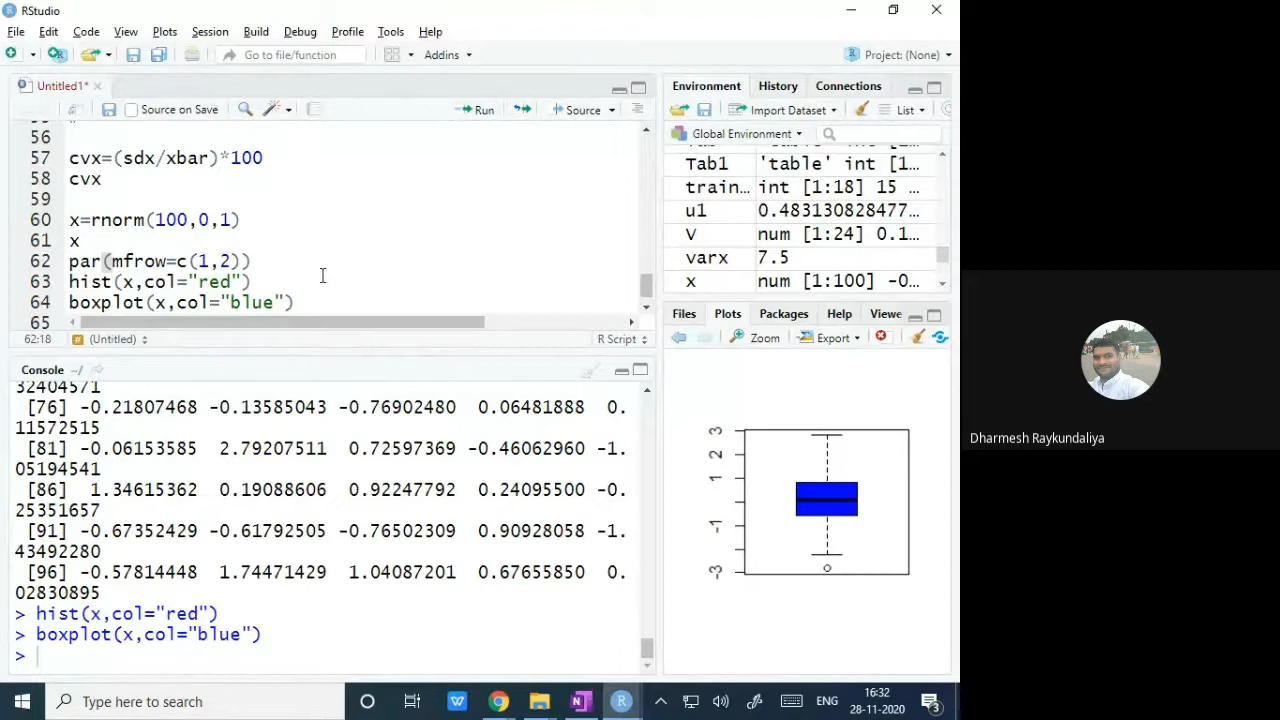 RStudio
File Edit Code View Plots Session Build Debug Profile Tools Help
Go to file/function Addins Project: (None)
Untitled1*
Source on Save Run Source
56
57 cvx=(sdx/xbar)*100
58 cvx
59
60 x=rnorm(100,0,1)
61 x
62 par(mfrow=c(1,2))
63 hist(x,col="red")
64 boxplot(x,col="blue")
65
62:18 # (Untitled) R Script
Console ~/
32404571
[76] -0.21807468 -0.13585043 -0.76902480 0.06481888 0.
11572515
[81] -0.06153585 2.79207511 0.72597369 -0.46062960 -1.
05194541
[86] 1.34615362 0.19088606 0.92247792 0.24095500 -0.
25351657
[91] -0.67352429 -0.61792505 -0.76502309 0.90928058 -1.
43492280
[96] -0.57814448 1.74471429 1.04087201 0.67655850 0.
02830895
> hist(x,col="red")
> boxplot(x,col="blue")
>
Environment History Connections
Import Dataset List
Global Environment
Tab1 'table' int [1…
train… int [1:18] 15 …
u1 0.483130828477…
V num [1:24] 0.1…
varx 7.5
x num [1:100] -0…
Files Plots Packages Help Viewe
Zoom Export
3
2
1
-1
-3
Dharmesh Raykundaliya
Type here to search
ENG
16:32
28-11-2020
3